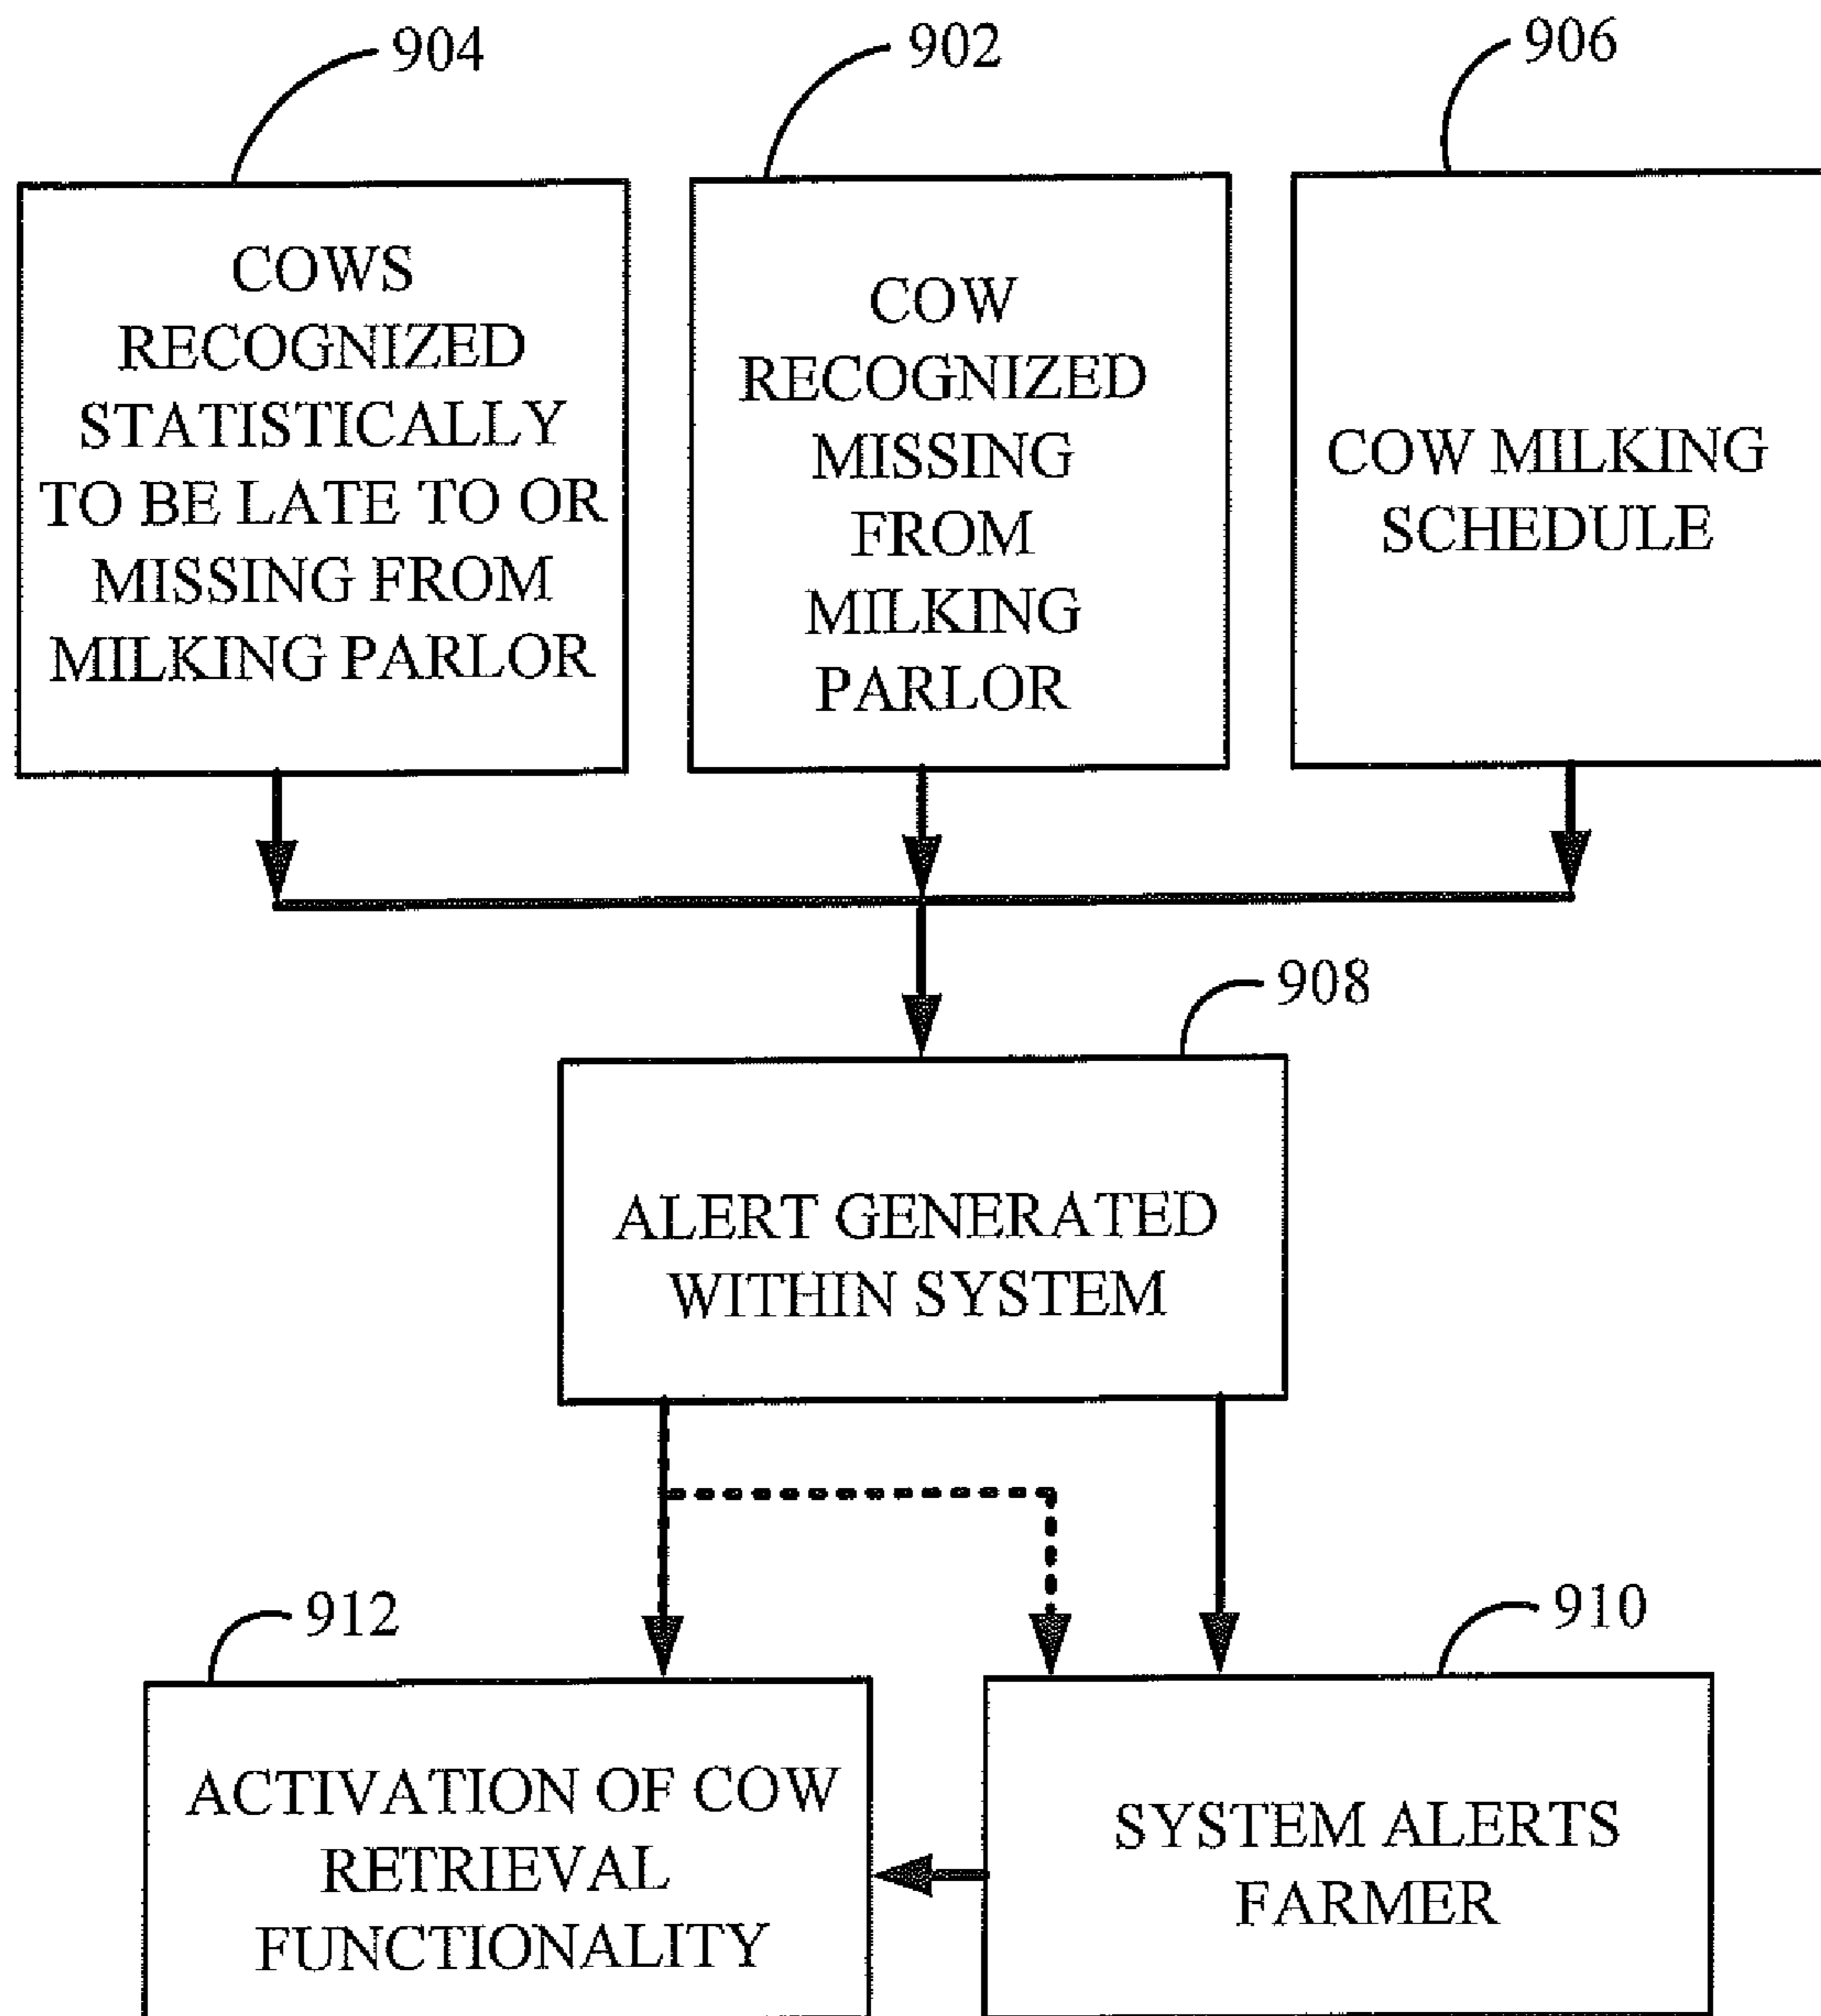 904
902
906
COWS
RECOGNIZED
STATISTICALLY
TO BE LATE TO OR
MISSING FROM
MILKING PARLOR
COW
RECOGNIZED
MISSING
FROM
MILKING
PARLOR
COW MILKING
SCHEDULE
908
ALERT GENERATED
WITHIN SYSTEM
912
910
ACTIVATION OF COW
RETRIEVAL
FUNCTIONALITY
SYSTEM ALERTS
FARMER